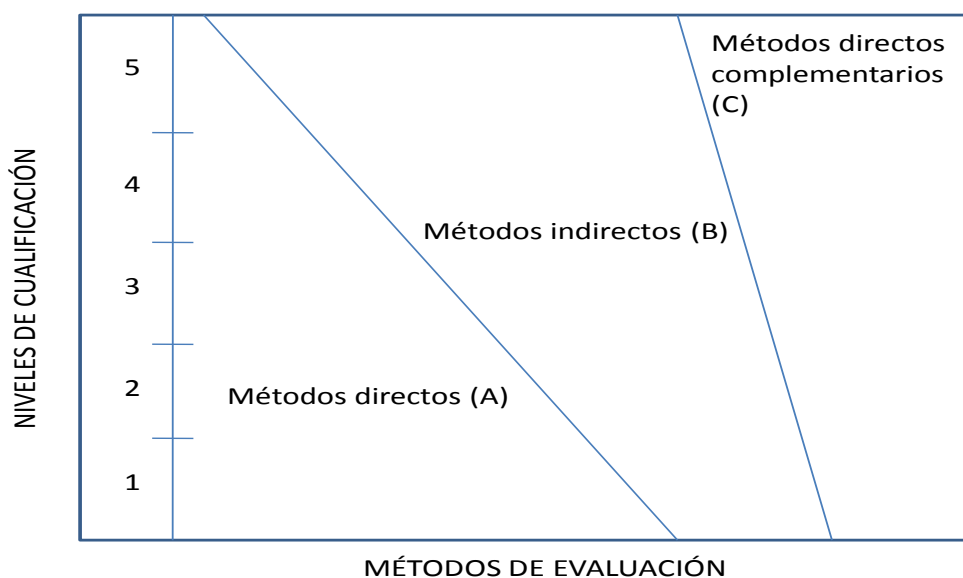 NIVELES DE CUALIFICACIÓN
5
4
3
2
1
Métodos directos
complementarios
(C)
Métodos indirectos (B)
Métodos directos (A)
MÉTODOS DE EVALUACIÓN